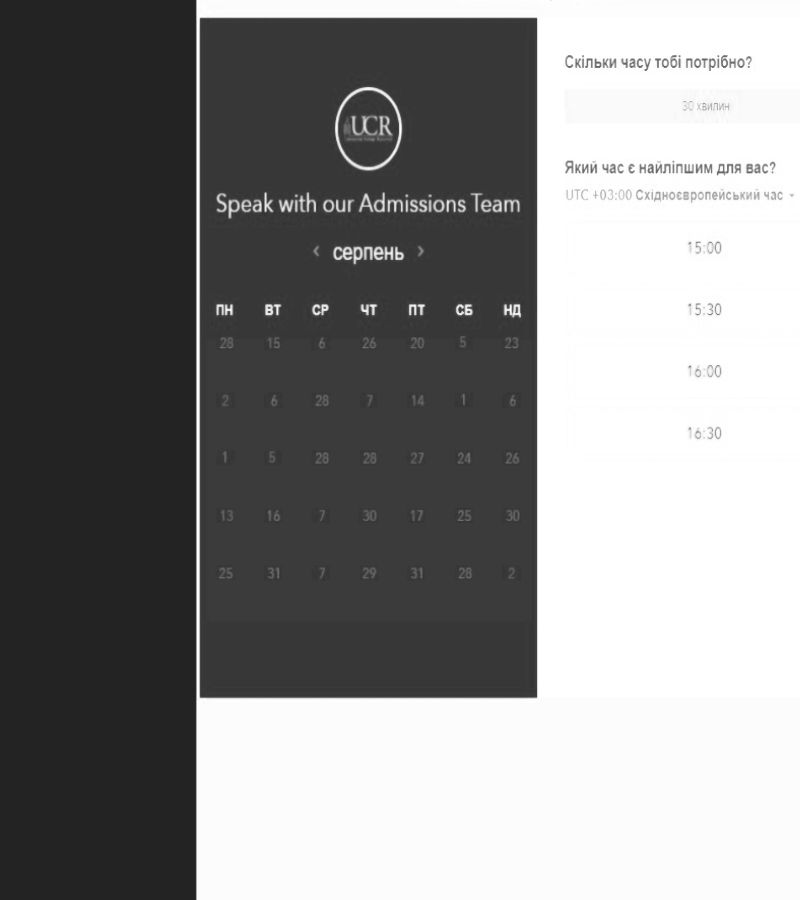 UCR
Speak with our Admissions Team
серпень
ПН ВТ СР ЧТ ПТ СБ НД
28 15 6 26 20 5 23
2 6 28 7 14 1 6
1 5 28 28 27 24 26
13 16 7 30 17 25 30
25 31 7 29 31 28 2
Скільки часу тобі потрібно?
30 хвилин
Який час є найліпшим для вас?
UTC +03:00 Східноєвропейський час
15:00
15:30
16:00
16:30